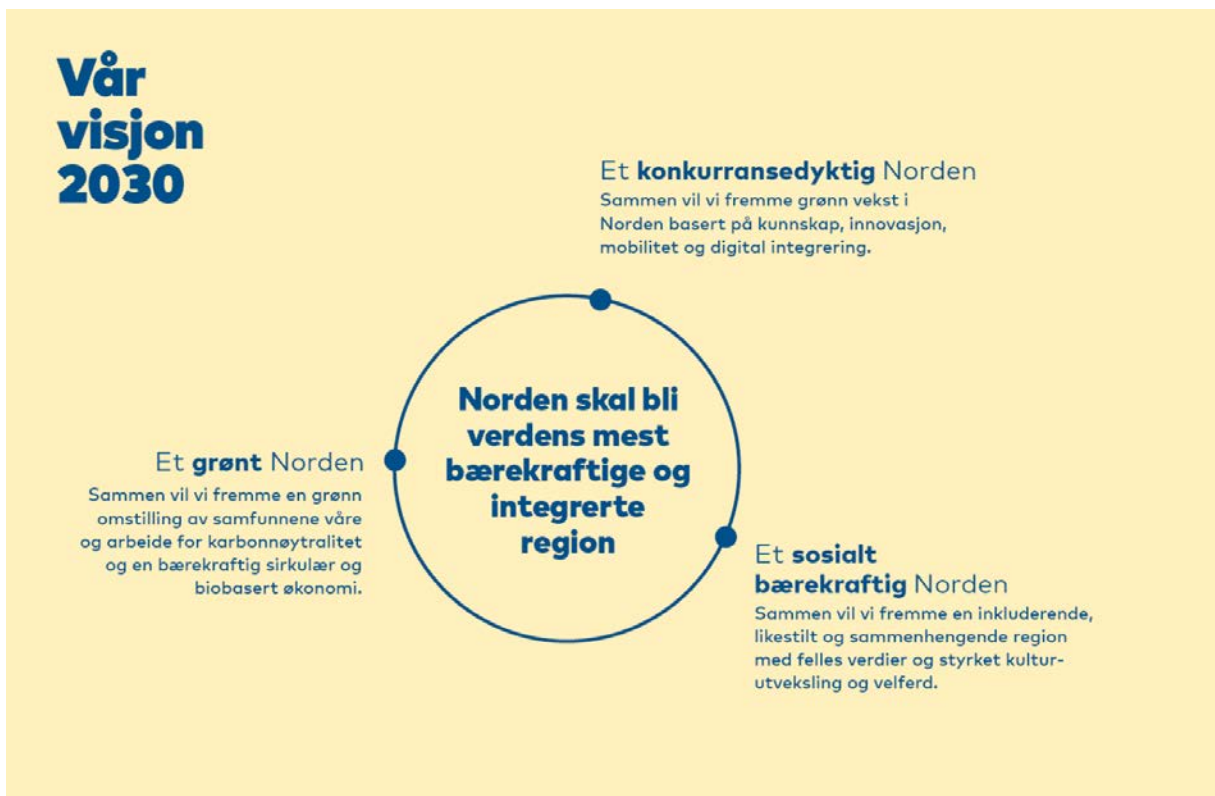 Vår
visjon
2030
Et konkurransedyktig Norden
Sammen vil vi fremme grønn vekst i
Norden basert på kunnskap, innovasjon,
mobilitet og digital integrering.
Norden skal bli
verdens mest
bærekraftige og
integrerte
region
Et grønt Norden
Sammen vil vi fremme en grønn
omstilling av samfunnene våre
og arbeide for karbonnøytralitet
og en bærekraftig sirkulær og
biobasert økonomi.
Et sosialt
bærekraftig Norden
Sammen vil vi fremme en inkluderende,
likestilt og sammenhengende region
med felles verdier og styrket kultur-
utveksling og velferd.